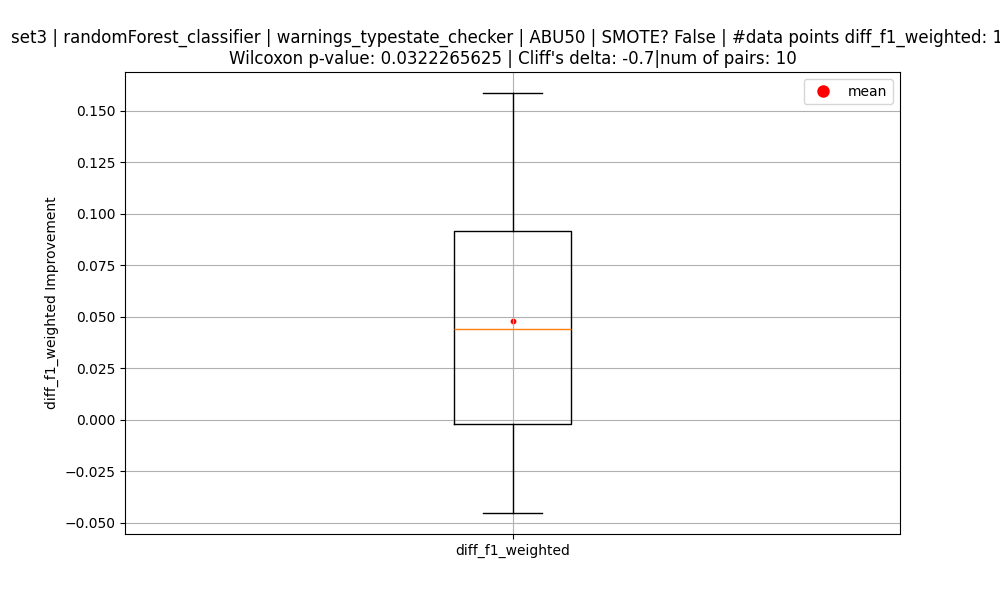 set3 | randomForest_classifier | warnings_typestate_checker | ABU50 | SMOTE? False | #data points diff_f1_weighted: 1
Wilcoxon p-value: 0.0322265625 | Cliff's delta: -0.7|num of pairs: 10
mean
0.150
0.125
0.100
0.075
0.050
0.025
0.000
−0.025
−0.050
diff_f1_weighted Improvement
diff_f1_weighted